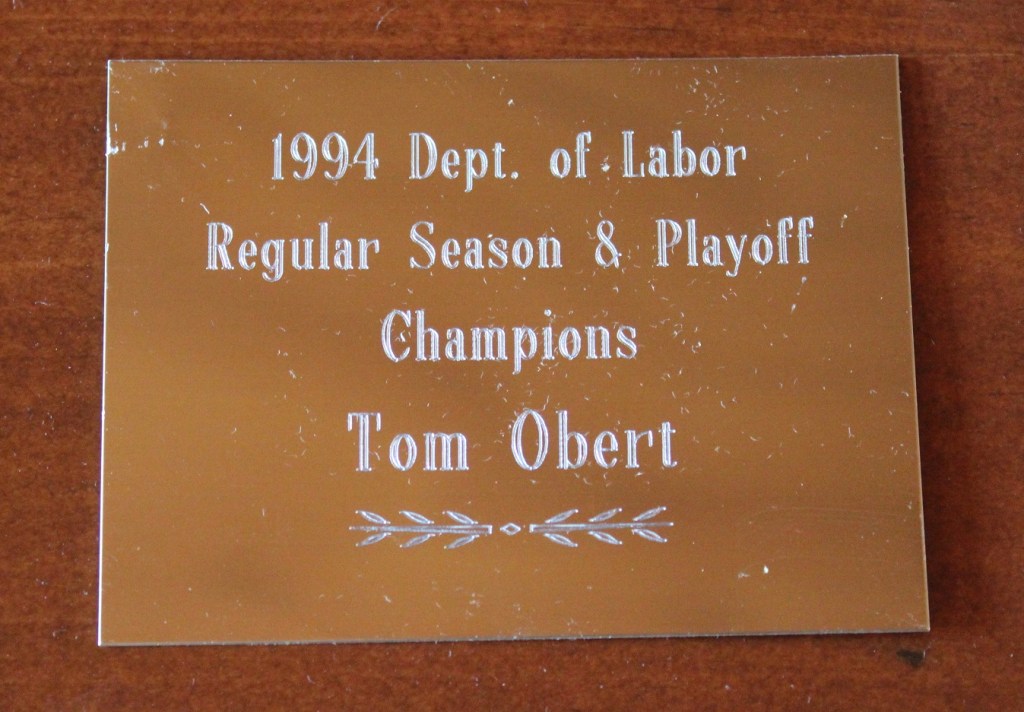 1994 Dept. of Labor
Regular Season & Playoff
Champions
Tom Obert